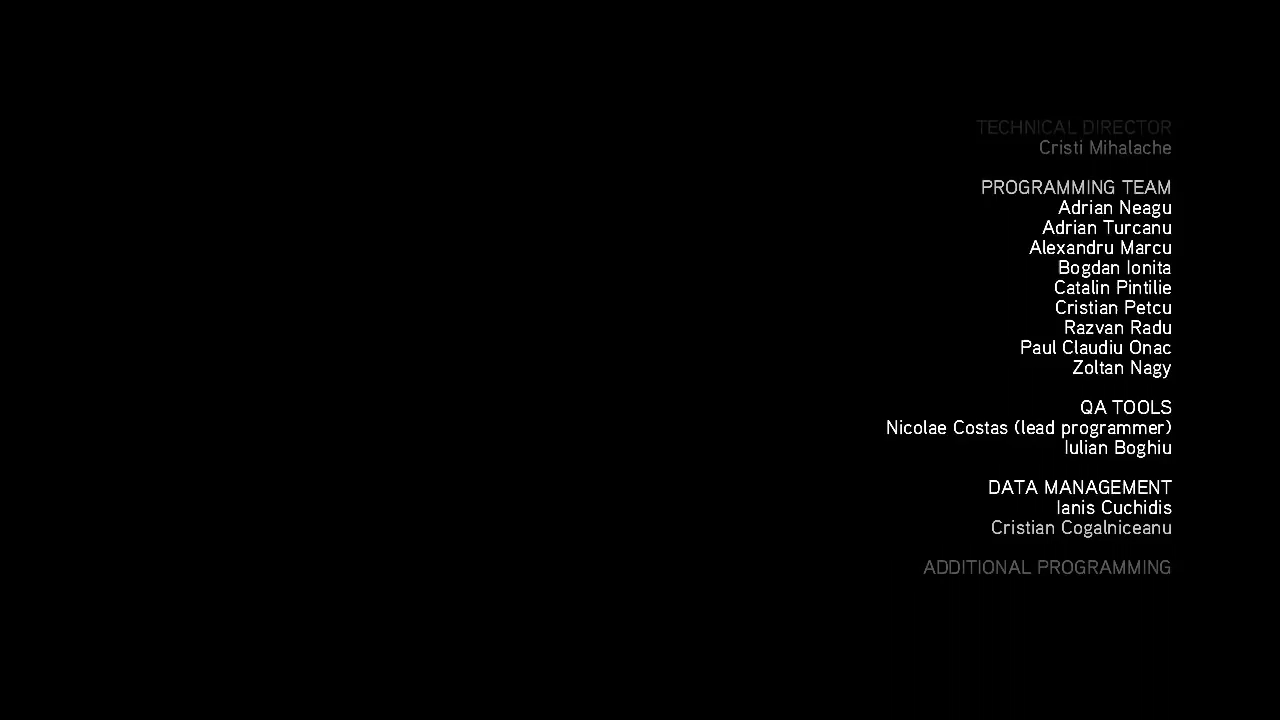 TECHNICAL DIRECTOR
Cristi Mihalache
PROGRAMMING TEAM
Adrian Neagu
Adrian Turcanu
Alexandru Marcu
Bogdan Ionita
Catalin Pintilie
Cristian Petcu
Razvan Radu
Paul Claudiu Onac
Zoltan Nagy
QA TOOLS
Nicolae Costas (lead programmer)
Iulian Boghiu
DATA MANAGEMENT
Ianis Cuchidis
Cristian Cogalniceanu
ADDITIONAL PROGRAMMING